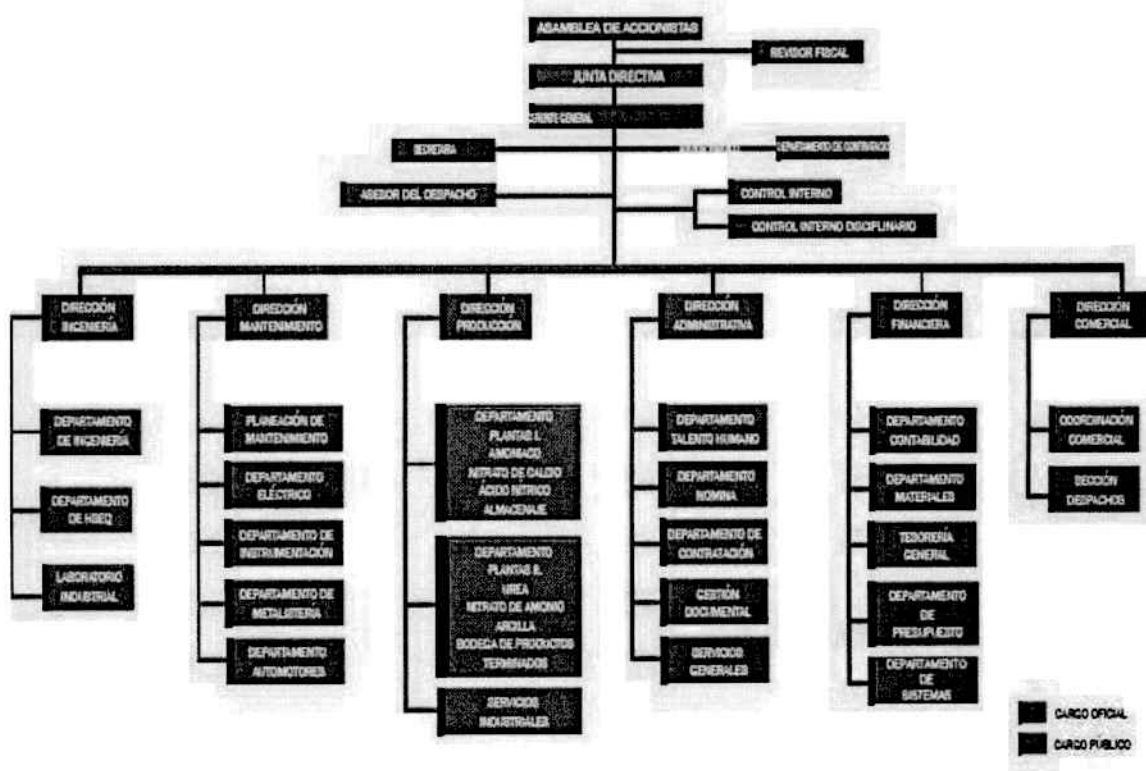 ASAMBLEA DE ACCIONISTAS
REVISOR FISCAL
JUNTA DIRECTIVA
GERENTE GENERAL
SECRETARIA
DEPARTAMENTO DE CONTRATACIO
ASESOR DEL DESPACHO
CONTROL INTERNO
CONTROL INTERNO DISCIPLINARIO
DIRECCIÓN
INGENIERÍA
DIRECCIÓN
MANTENIMIENTO
DIRECCIÓN
PRODUCCIÓN
DIRECCIÓN
ADMINISTRATIVA
DIRECCIÓN
FINANCIERA
DIRECCIÓN
COMERCIAL
DEPARTAMENTO
DE INGENIERÍA
DEPARTAMENTO
DE HSEQ
LABORATORIO
INDUSTRIAL
PLANEACIÓN DE
MANTENIMIENTO
DEPARTAMENTO
ELÉCTRICO
DEPARTAMENTO DE
INSTRUMENTACIÓN
DEPARTAMENTO DE
METALISTERÍA
DEPARTAMENTO
AUTOMOTORES
DEPARTAMENTO
PLANTAS I.
AMONIACO
NITRATO DE CALCIO
ÁCIDO NÍTRICO
ALMACENAJE
DEPARTAMENTO
PLANTAS II.
UREA
NITRATO DE AMONIO
ARCILLA
BODEGA DE PRODUCTOS
TERMINADOS
SERVICIOS
INDUSTRIALES
DEPARTAMENTO
TALENTO HUMANO
DEPARTAMENTO
NOMINA
DEPARTAMENTO DE
CONTRATACIÓN
GESTIÓN
DOCUMENTAL
SERVICIOS
GENERALES
DEPARTAMENTO
CONTABILIDAD
DEPARTAMENTO
MATERIALES
TESORERÍA
GENERAL
DEPARTAMENTO
DE
PRESUPUESTO
DEPARTAMENTO
DE
SISTEMAS
COORDINACIÓN
COMERCIAL
SECCIÓN
DESPACHOS
CARGO OFICIAL
CARGO PÚBLICO